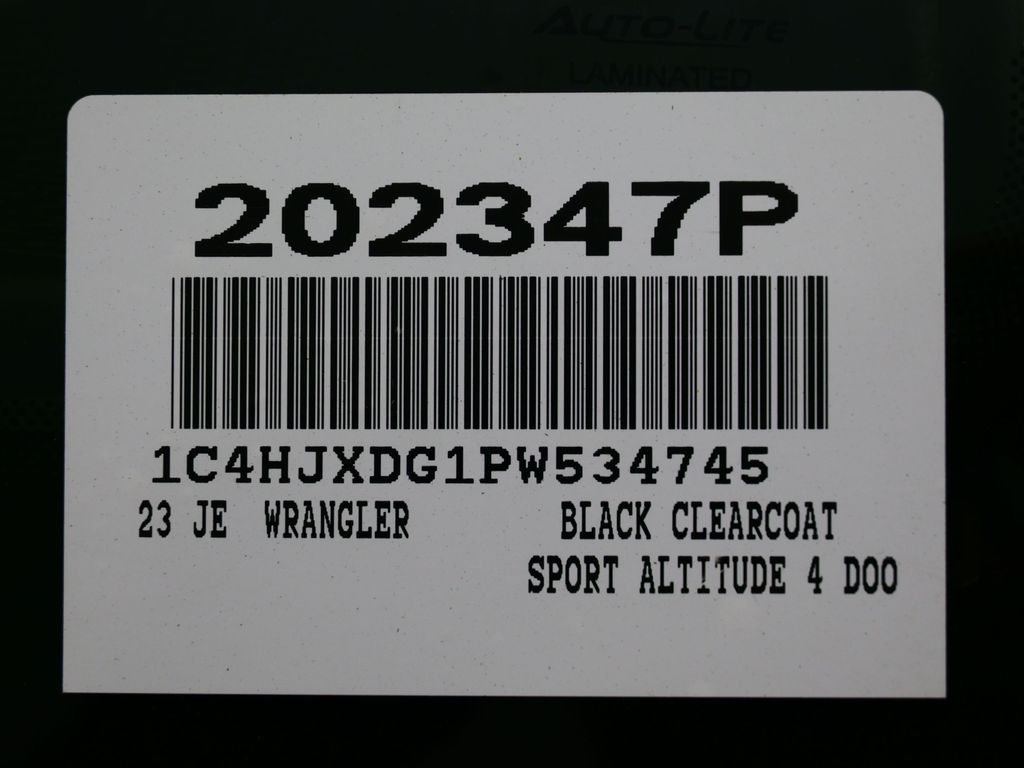 AUTO-LITE
LAMINATED
202347P
1C4HJXDG1PW534745
23 JE WRANGLER BLACK CLEARCOAT
SPORT ALTITUDE 4 DOO